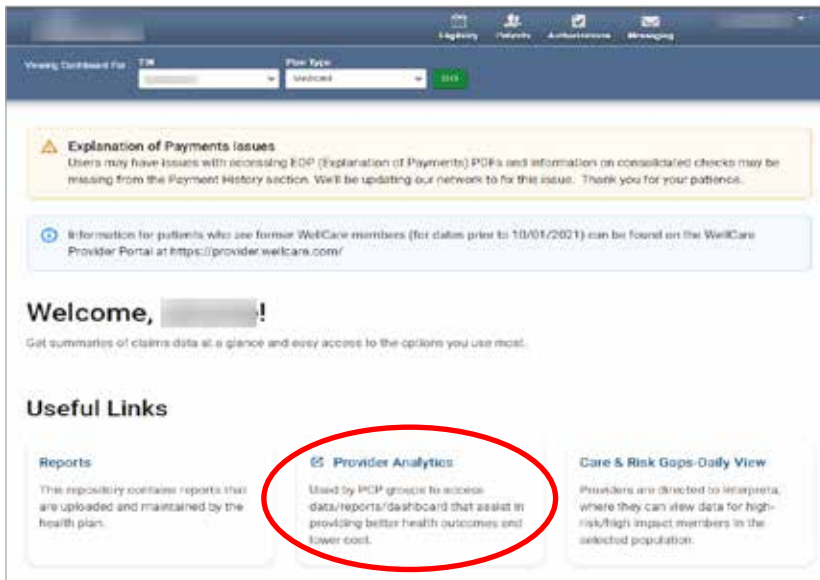 Eligibility Patients Authorizations Messaging
Viewing Dashboard For TIN Plan Type
Medicaid GO
Explanation of Payments Issues
Users may have issues with accessing EOP (Explanation of Payments) PDFs and information on consolidated checks may be
missing from the Payment History section. We'll be updating our network to fix this issue. Thank you for your patience.
Information for patients who are former WellCare members (for dates prior to 10/01/2021) can be found on the WellCare
Provider Portal at https://provider.wellcare.com/
Welcome, !
Get summaries of claims data at a glance and easy access to the options you use most.
Useful Links
Reports
This repository contains reports that
are uploaded and maintained by the
health plan.
Provider Analytics
Used by PCP groups to access
data/reports/dashboard that assist in
providing better health outcomes and
lower cost.
Care & Risk Gaps-Daily View
Providers are directed to Interpreta,
where they can view data for high-
risk/high impact members in the
selected population.